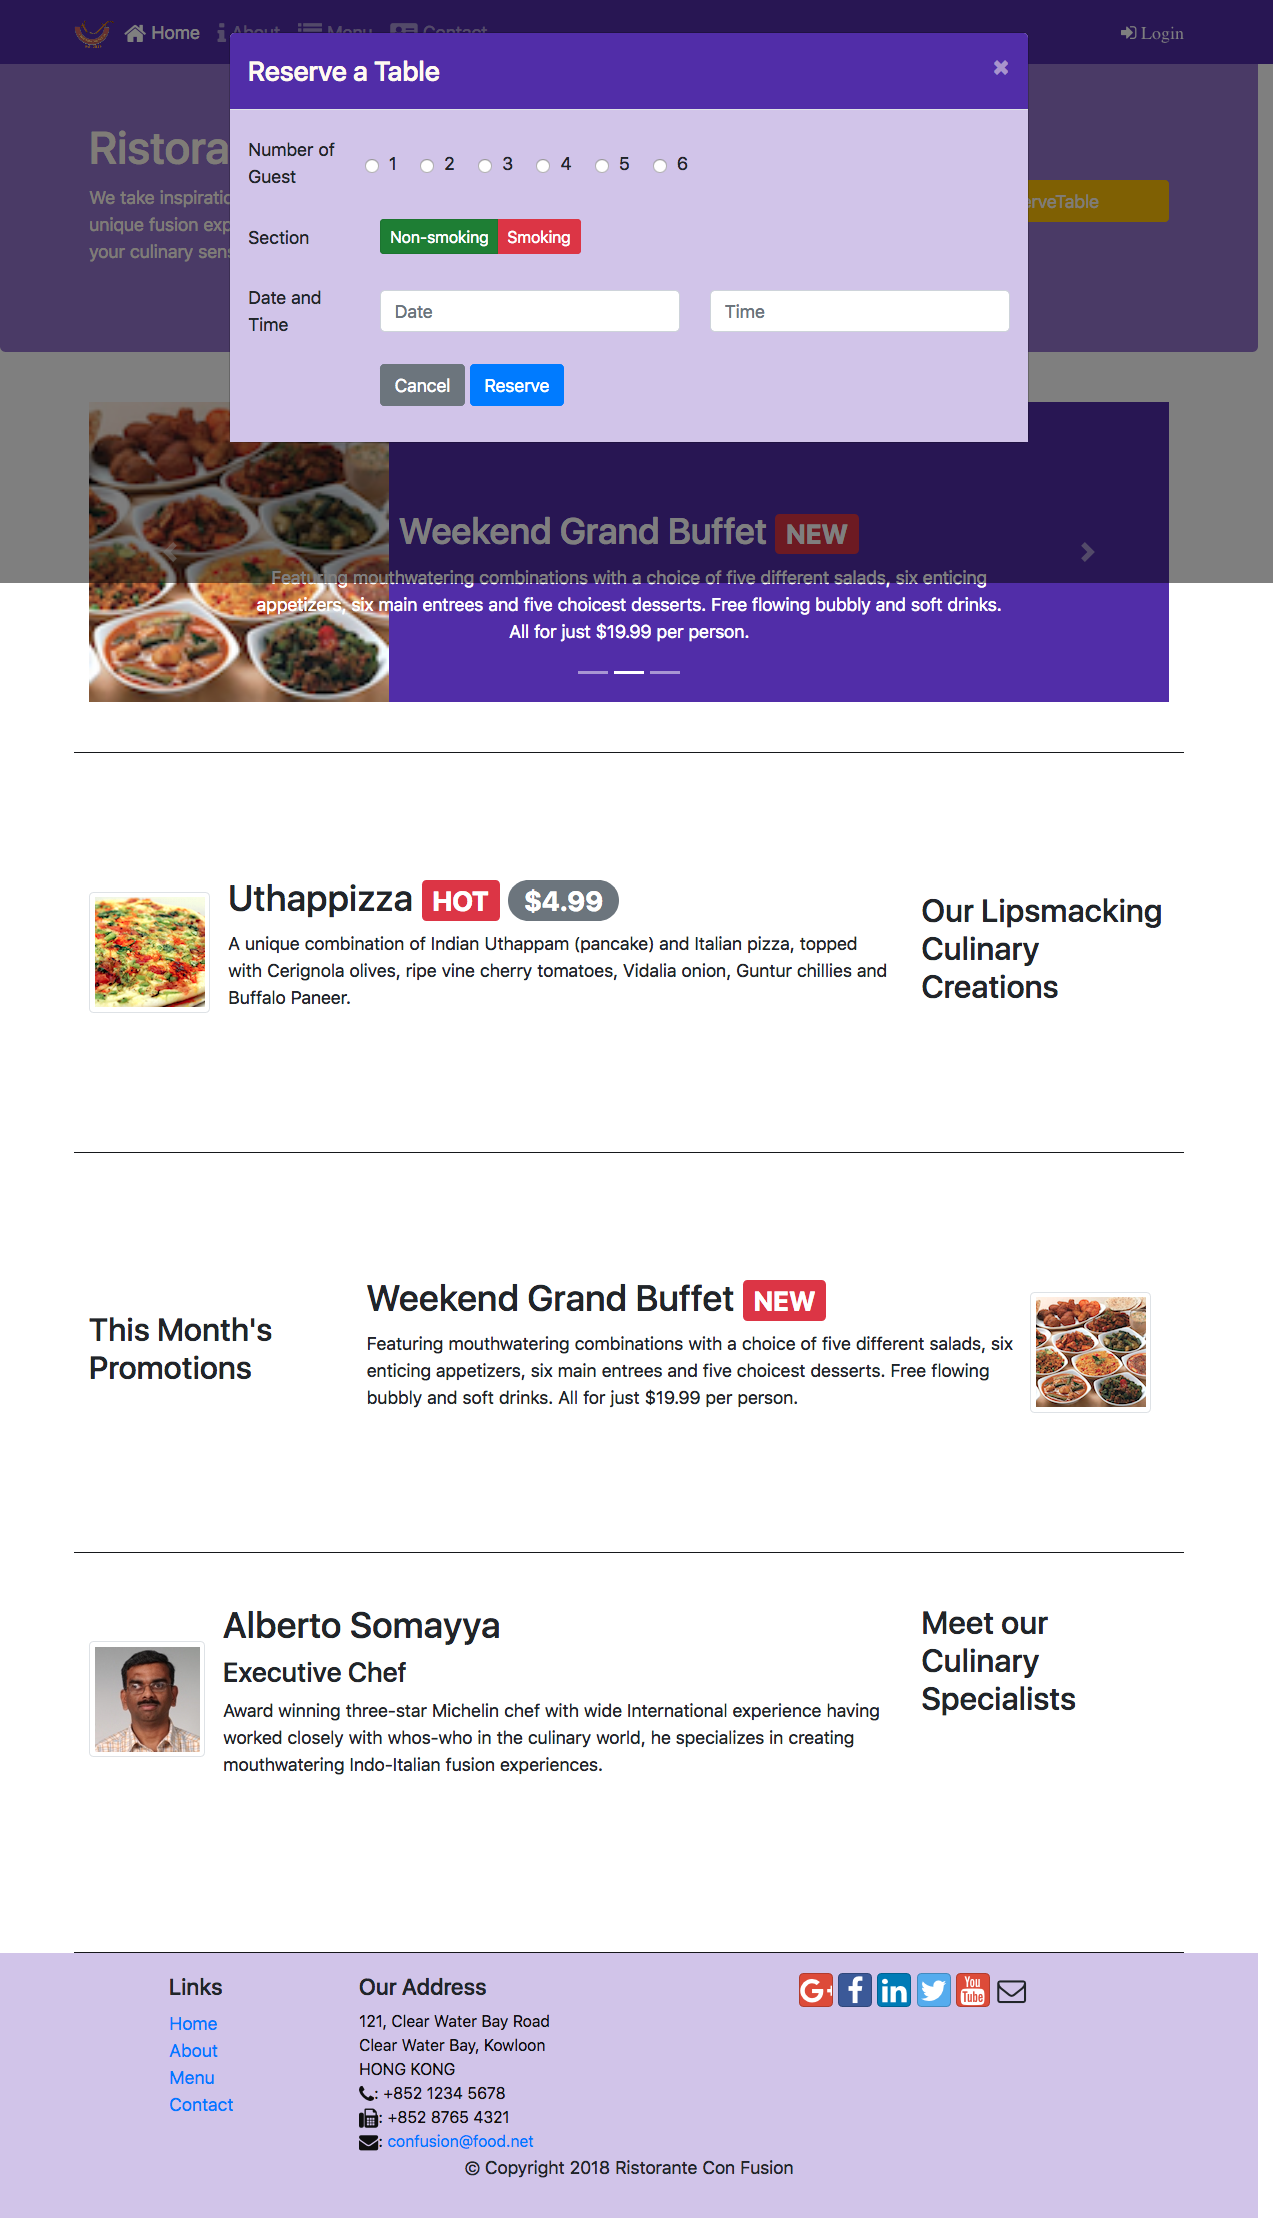 Home About Menu Contact
Login
Reserve a Table
×
Number of
Guest
1 2 3 4 5 6
Section
Non-smoking Smoking
Date and
Time
Date
Time
Cancel Reserve
Ristora
We take inspiratio
unique fusion exp
your culinary sens
erveTable
Weekend Grand Buffet NEW
Featuring mouthwatering combinations with a choice of five different salads, six enticing
appetizers, six main entrees and five choicest desserts. Free flowing bubbly and soft drinks.
All for just $19.99 per person.
Uthappizza HOT $4.99
A unique combination of Indian Uthappam (pancake) and Italian pizza, topped
with Cerignola olives, ripe vine cherry tomatoes, Vidalia onion, Guntur chillies and
Buffalo Paneer.
Our Lipsmacking
Culinary
Creations
This Month's
Promotions
Weekend Grand Buffet NEW
Featuring mouthwatering combinations with a choice of five different salads, six
enticing appetizers, six main entrees and five choicest desserts. Free flowing
bubbly and soft drinks. All for just $19.99 per person.
Alberto Somayya
Executive Chef
Award winning three-star Michelin chef with wide International experience having
worked closely with whos-who in the culinary world, he specializes in creating
mouthwatering Indo-Italian fusion experiences.
Meet our
Culinary
Specialists
Links
Home
About
Menu
Contact
Our Address
121, Clear Water Bay Road
Clear Water Bay, Kowloon
HONG KONG
: +852 1234 5678
: +852 8765 4321
: confusion@food.net
G+ f in You Tube
© Copyright 2018 Ristorante Con Fusion